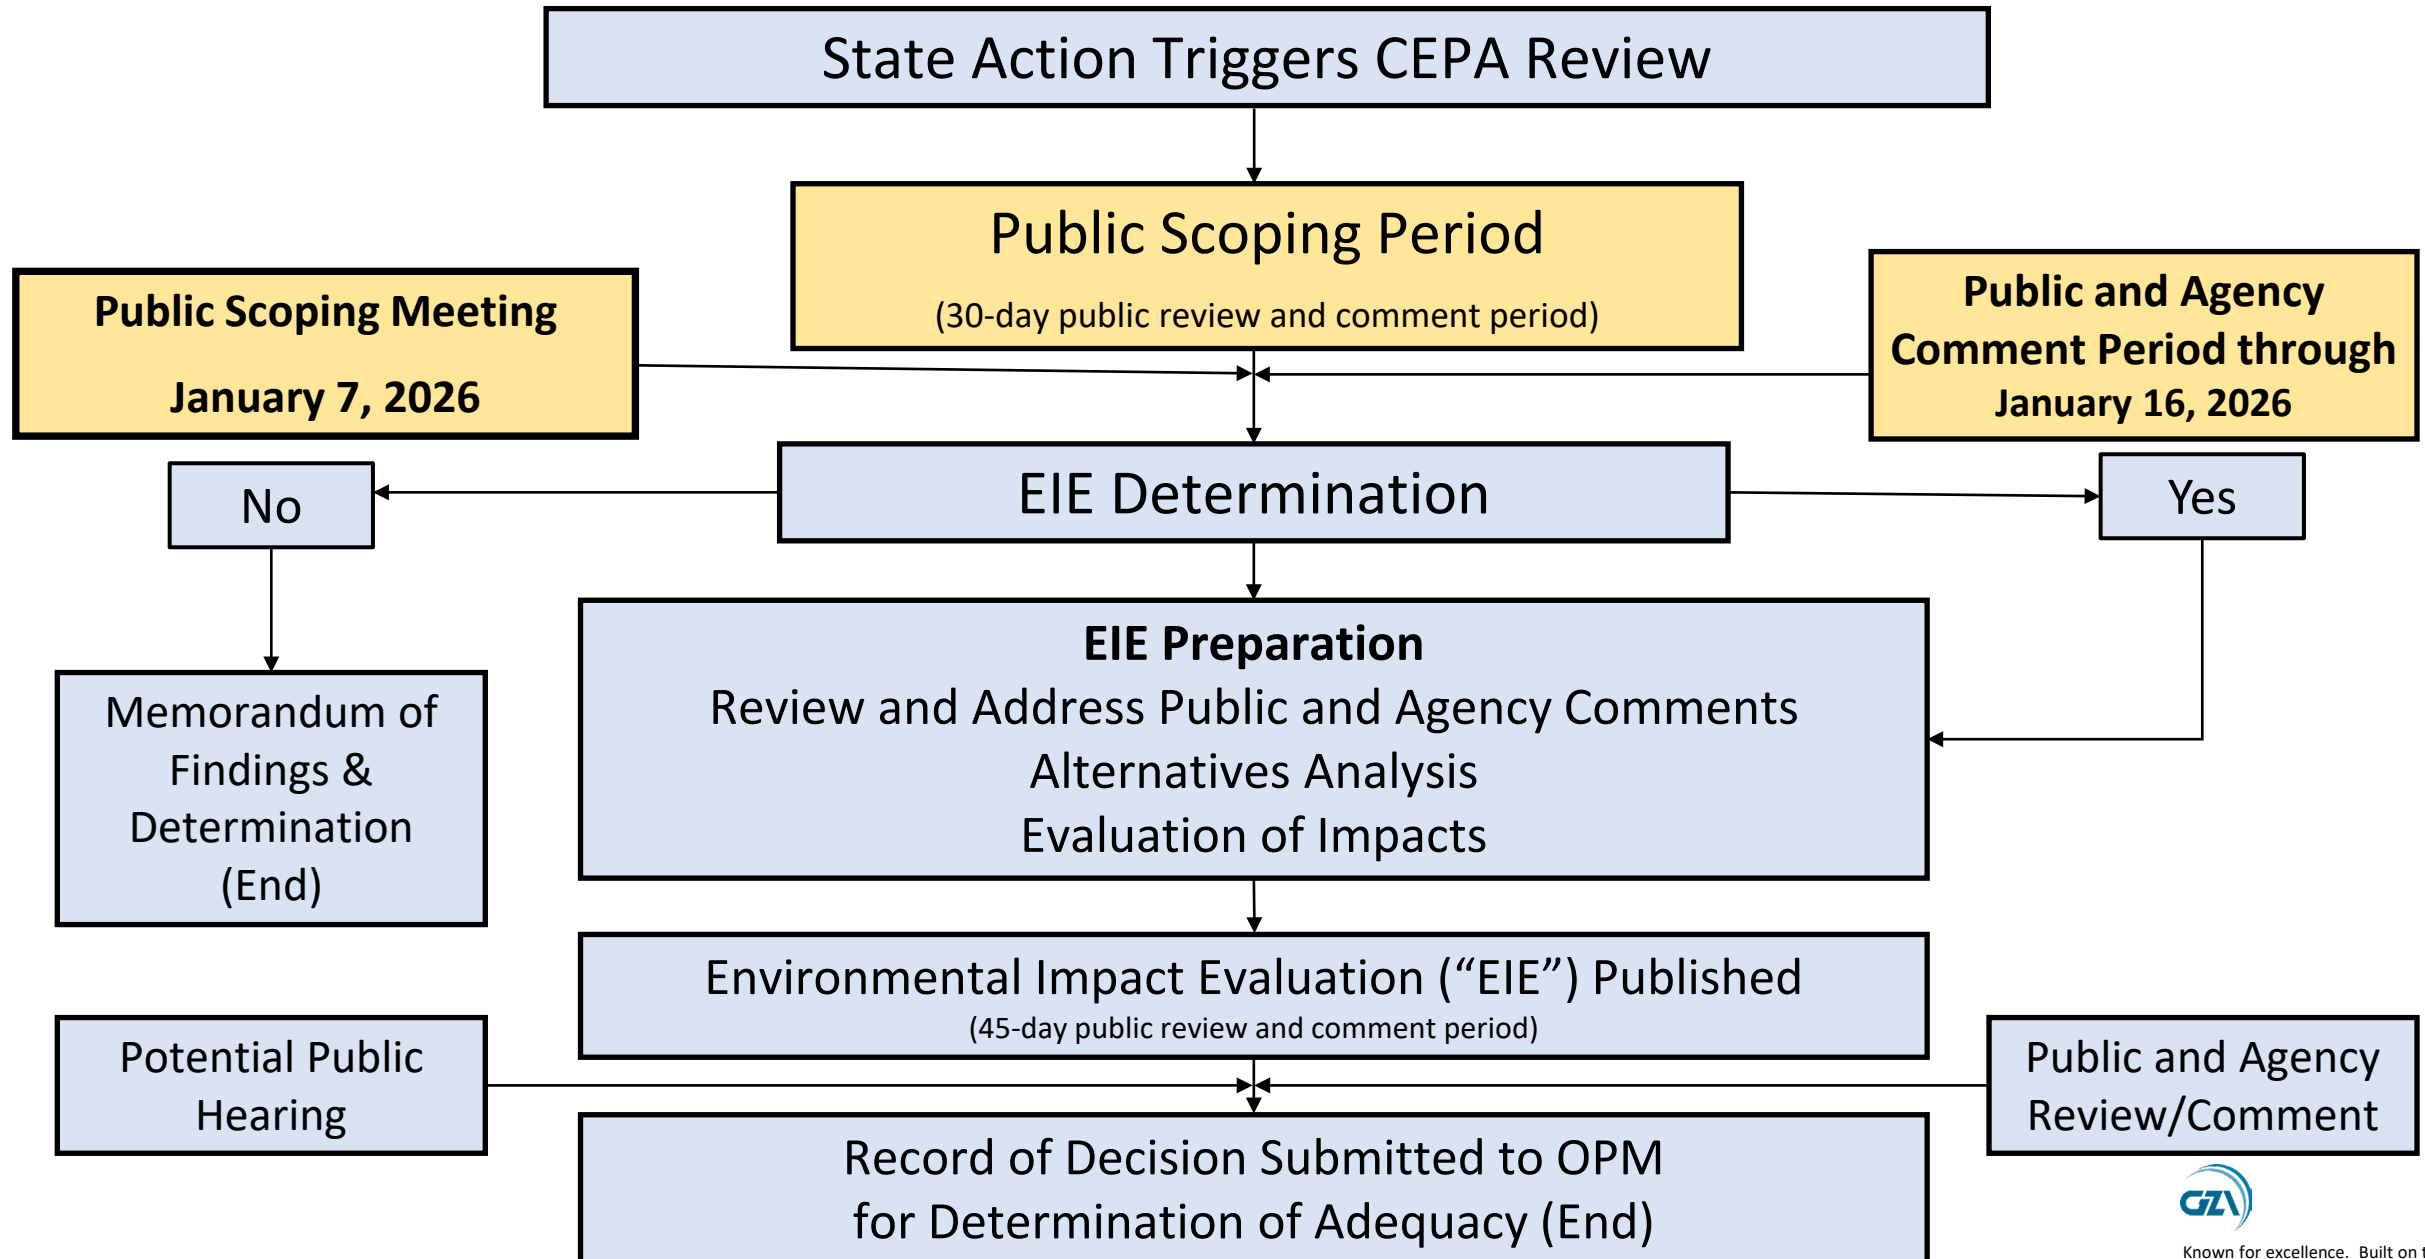 State Action Triggers CEPA Review
Public Scoping Period
(30-day public review and comment period)
Public Scoping Meeting
January 7, 2026
Public and Agency
Comment Period through
January 16, 2026
No
EIE Determination
Yes
EIE Preparation
Review and Address Public and Agency Comments
Alternatives Analysis
Evaluation of Impacts
Memorandum of
Findings &
Determination
(End)
Environmental Impact Evaluation (“EIE”) Published
(45-day public review and comment period)
Potential Public
Hearing
Public and Agency
Review/Comment
Record of Decision Submitted to OPM
for Determination of Adequacy (End)
GZA
Known for excellence. Built on